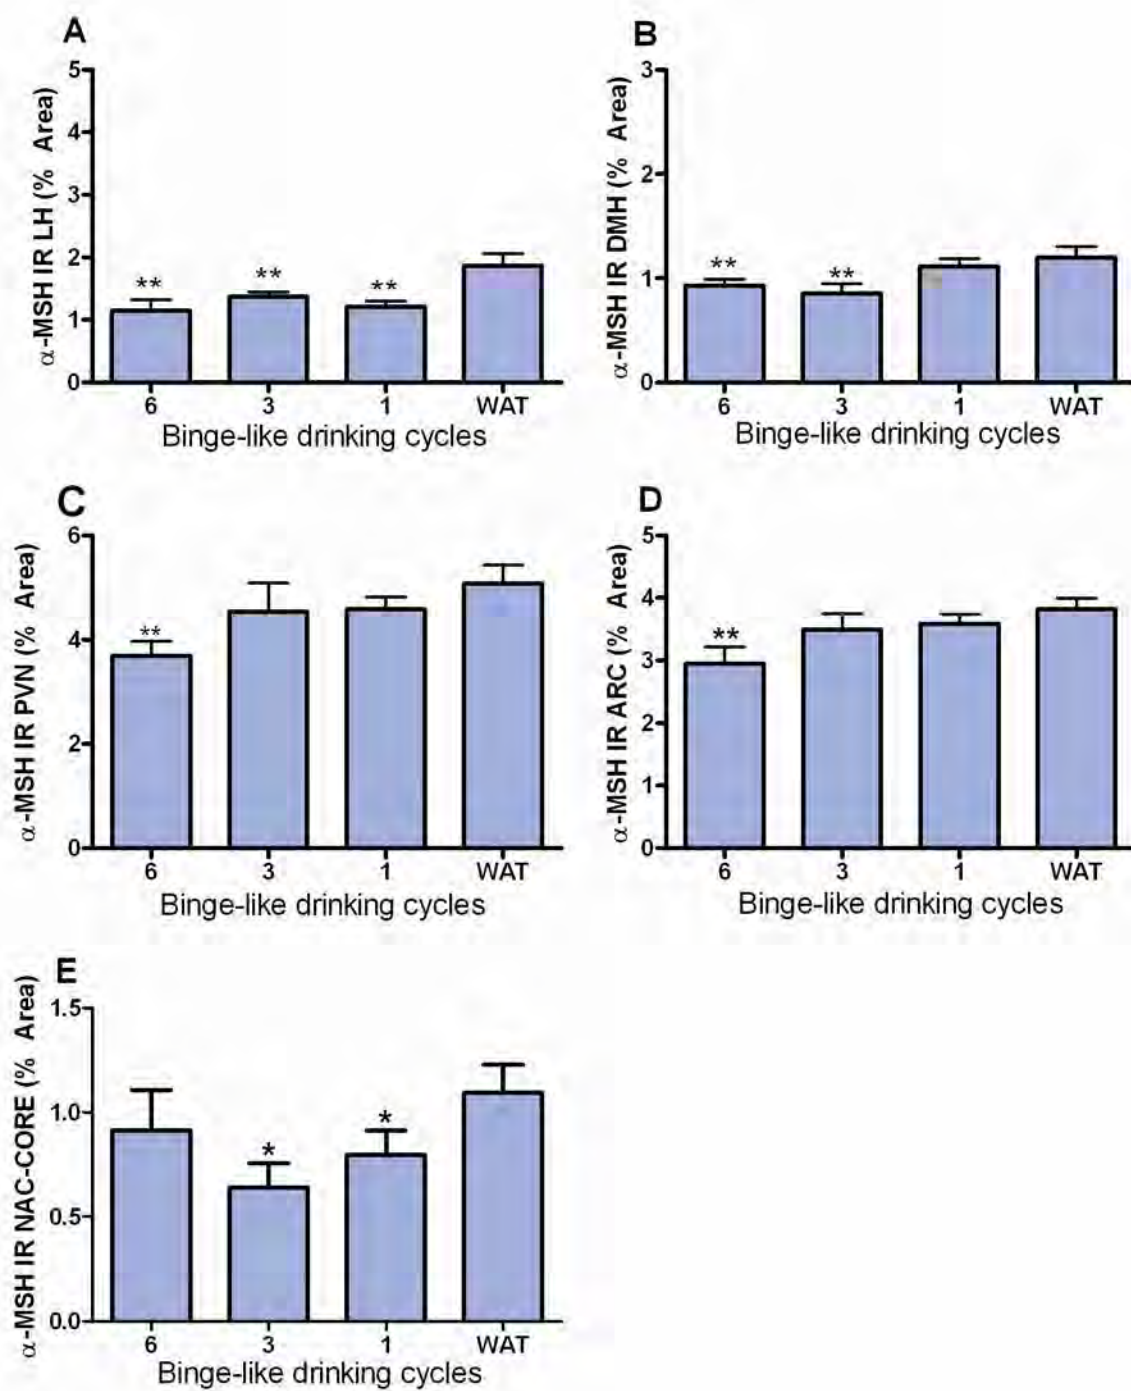 A
α-MSH IR LH (% Area)
5
4
3
2
1
0
**
**
**
6 3 1 WAT
Binge-like drinking cycles
B
α-MSH IR DMH (% Area)
3
2
1
0
**
**
6 3 1 WAT
Binge-like drinking cycles
C
α-MSH IR PVN (% Area)
6
4
2
0
**
6 3 1 WAT
Binge-like drinking cycles
D
α-MSH IR ARC (% Area)
5
4
3
2
1
0
**
6 3 1 WAT
Binge-like drinking cycles
E
α-MSH IR NAC-CORE (% Area)
1.5
1.0
0.5
0.0
*
*
6 3 1 WAT
Binge-like drinking cycles